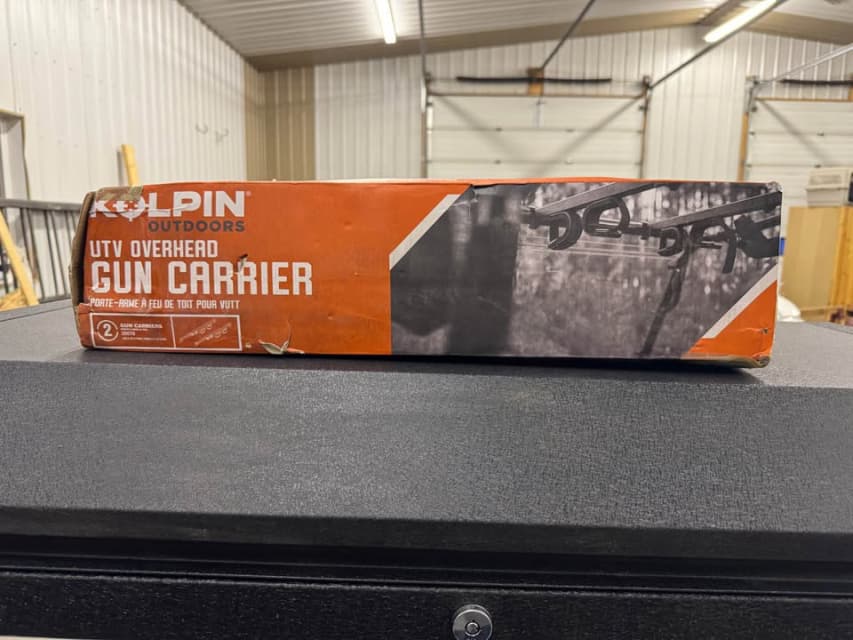 KOLPIN
OUTDOORS
UTV OVERHEAD
GUN CARRIER
PORTE-ARME À FEU DE TOIT POUR VUTT
2 GUN CARRIERS